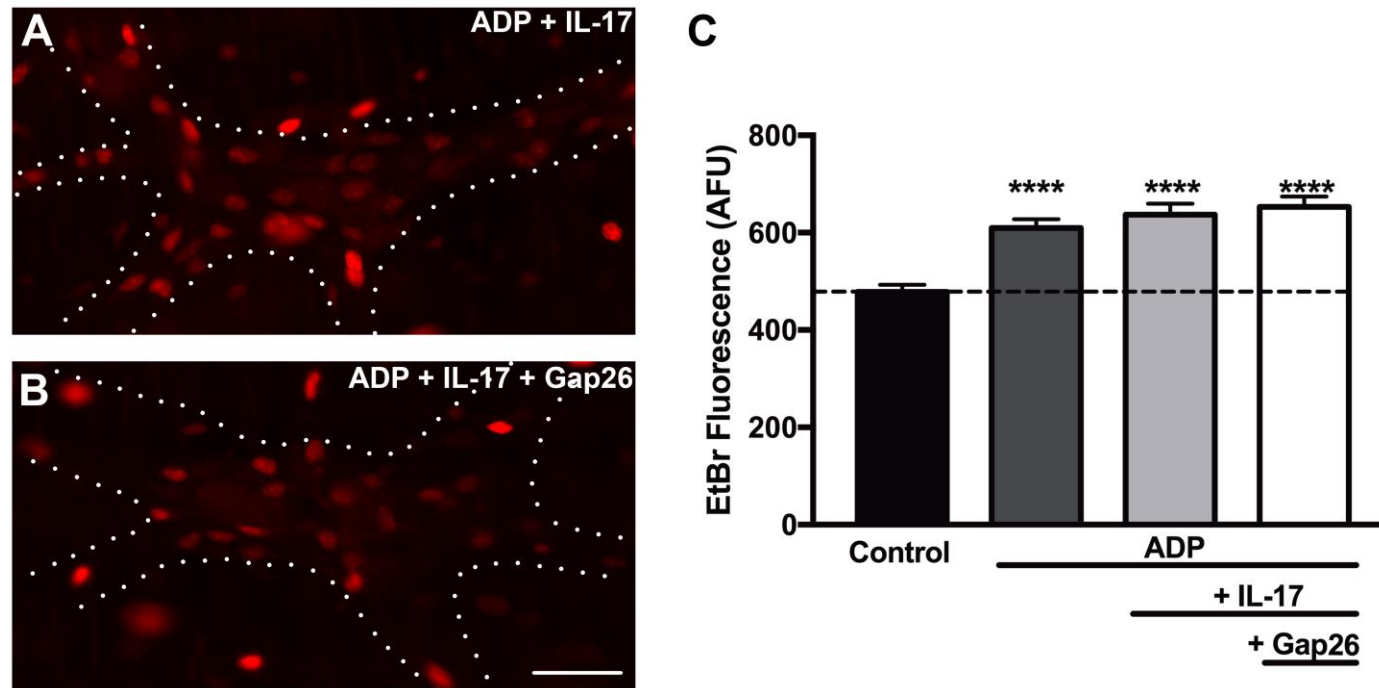 A
ADP + IL-17
B
ADP + IL-17 + Gap26
C
EtBr Fluorescence (AFU)
800
600
400
200
0
****
****
****
Control
ADP
+ IL-17
+ Gap26